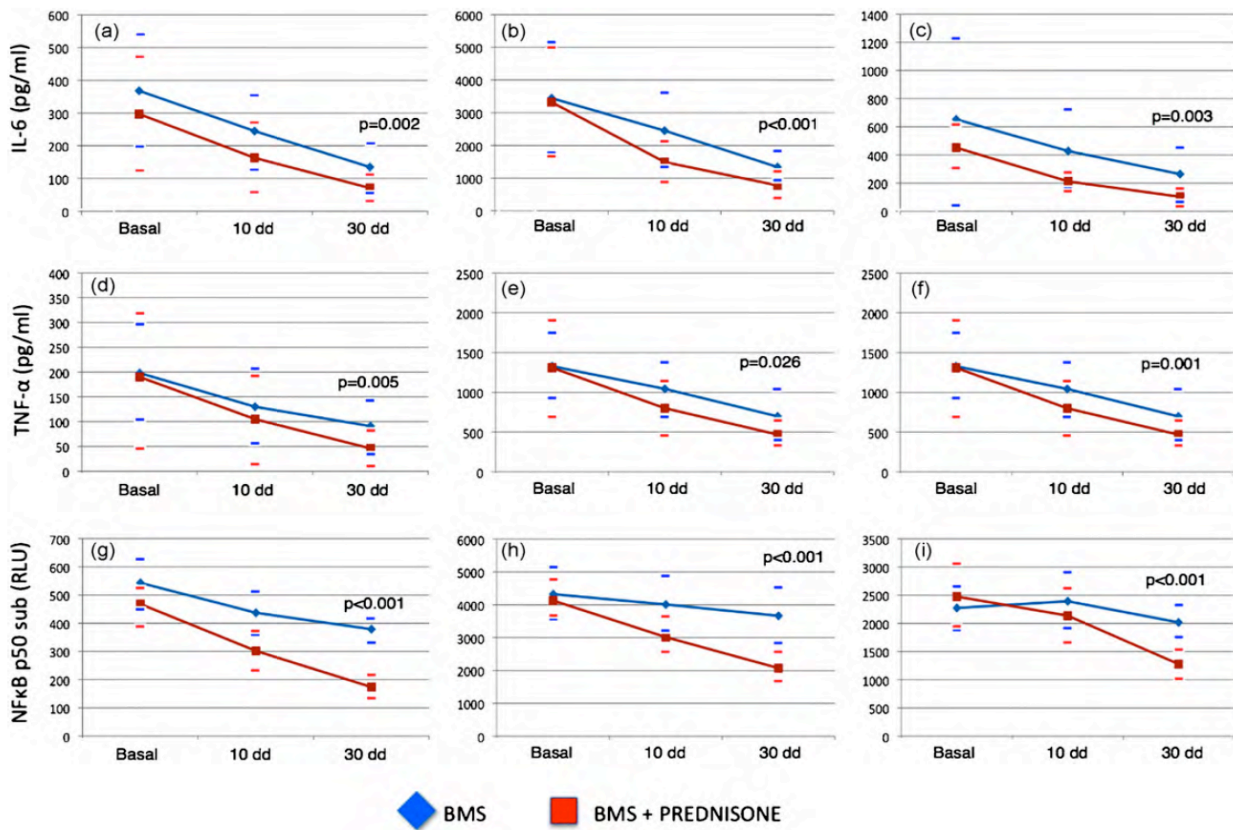 IL-6 (pg/ml)
(a)
600
500
400
300
200
100
0
p=0.002
Basal 10 dd 30 dd
(b)
6000
5000
4000
3000
2000
1000
0
p<0.001
Basal 10 dd 30 dd
(c)
1400
1200
1000
800
600
400
200
0
p=0.003
Basal 10 dd 30 dd
TNF-α (pg/ml)
(d)
400
350
300
250
200
150
100
50
0
p=0.005
Basal 10 dd 30 dd
(e)
2500
2000
1500
1000
500
0
p=0.026
Basal 10 dd 30 dd
(f)
2500
2000
1500
1000
500
0
p=0.001
Basal 10 dd 30 dd
NFκB p50 sub (RLU)
(g)
700
600
500
400
300
200
100
0
p<0.001
Basal 10 dd 30 dd
(h)
6000
5000
4000
3000
2000
1000
0
p<0.001
Basal 10 dd 30 dd
(i)
3500
3000
2500
2000
1500
1000
500
0
p<0.001
Basal 10 dd 30 dd
BMS BMS + PREDNISONE